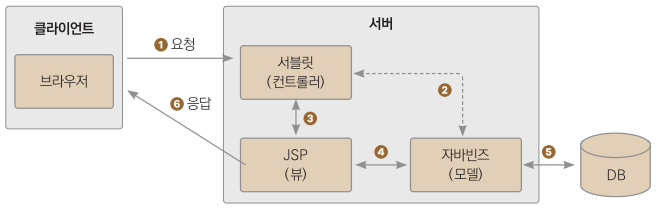 클라이언트
브라우저
서버
1 요청
서블릿
(컨트롤러)
2
6 응답
3
JSP
(뷰)
4
자바빈즈
(모델)
5
DB